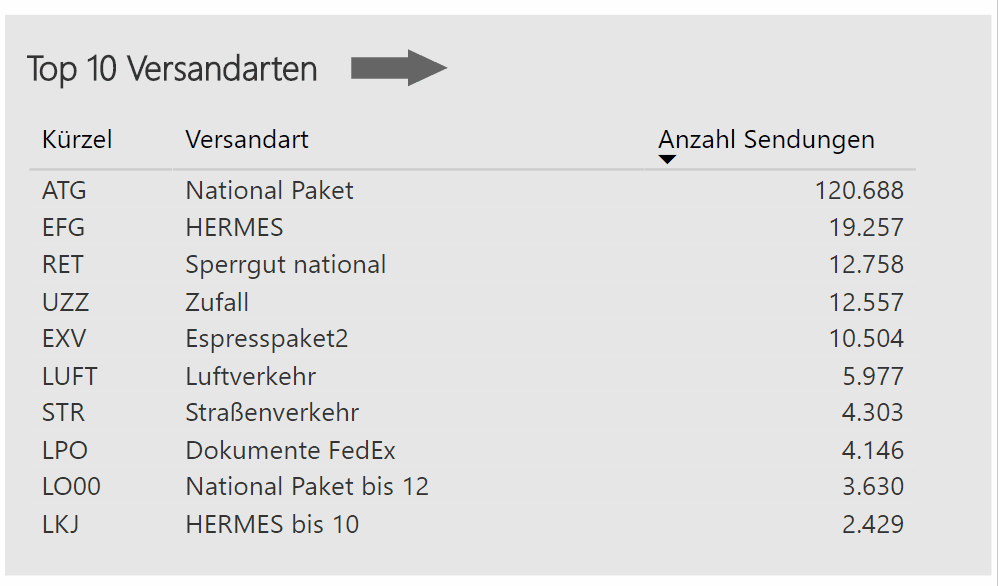 Top 10 Versandarten
Kürzel Versandart Anzahl Sendungen
ATG National Paket 120.688
EFG HERMES 19.257
RET Sperrgut national 12.758
UZZ Zufall 12.557
EXV Espresspaket2 10.504
LUFT Luftverkehr 5.977
STR Straßenverkehr 4.303
LPO Dokumente FedEx 4.146
LO00 National Paket bis 12 3.630
LKJ HERMES bis 10 2.429